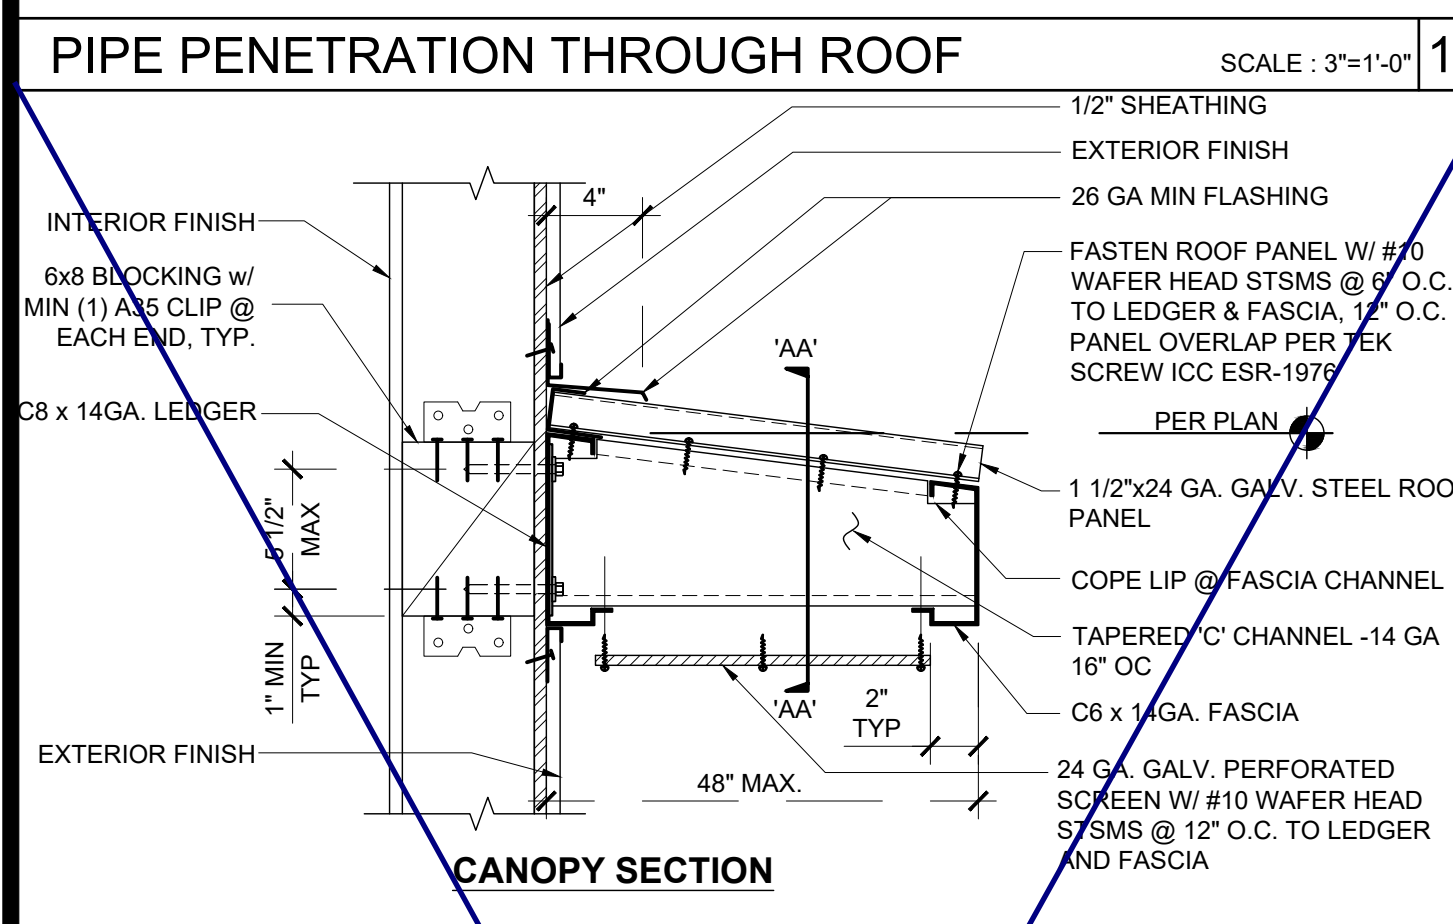 PIPE PENETRATION THROUGH ROOF
SCALE : 3"=1'-0"
1
1/2" SHEATHING
EXTERIOR FINISH
26 GA MIN FLASHING
FASTEN ROOF PANEL W/ #10
WAFER HEAD STSMS @ 6" O.C.
TO LEDGER & FASCIA, 12" O.C.
PANEL OVERLAP PER TEK
SCREW ICC ESR-1976
PER PLAN
1 1/2"x24 GA. GALV. STEEL ROO
PANEL
COPE LIP @ FASCIA CHANNEL
TAPERED 'C' CHANNEL -14 GA
16" OC
C6 x 14GA. FASCIA
24 GA. GALV. PERFORATED
SCREEN W/ #10 WAFER HEAD
STSMS @ 12" O.C. TO LEDGER
AND FASCIA
INTERIOR FINISH
6x8 BLOCKING w/
MIN (1) A35 CLIP @
EACH END, TYP.
C8 x 14GA. LEDGER
5 1/2"
MAX
1" MIN
TYP
EXTERIOR FINISH
4"
'AA'
'AA'
2"
TYP
48" MAX.
CANOPY SECTION